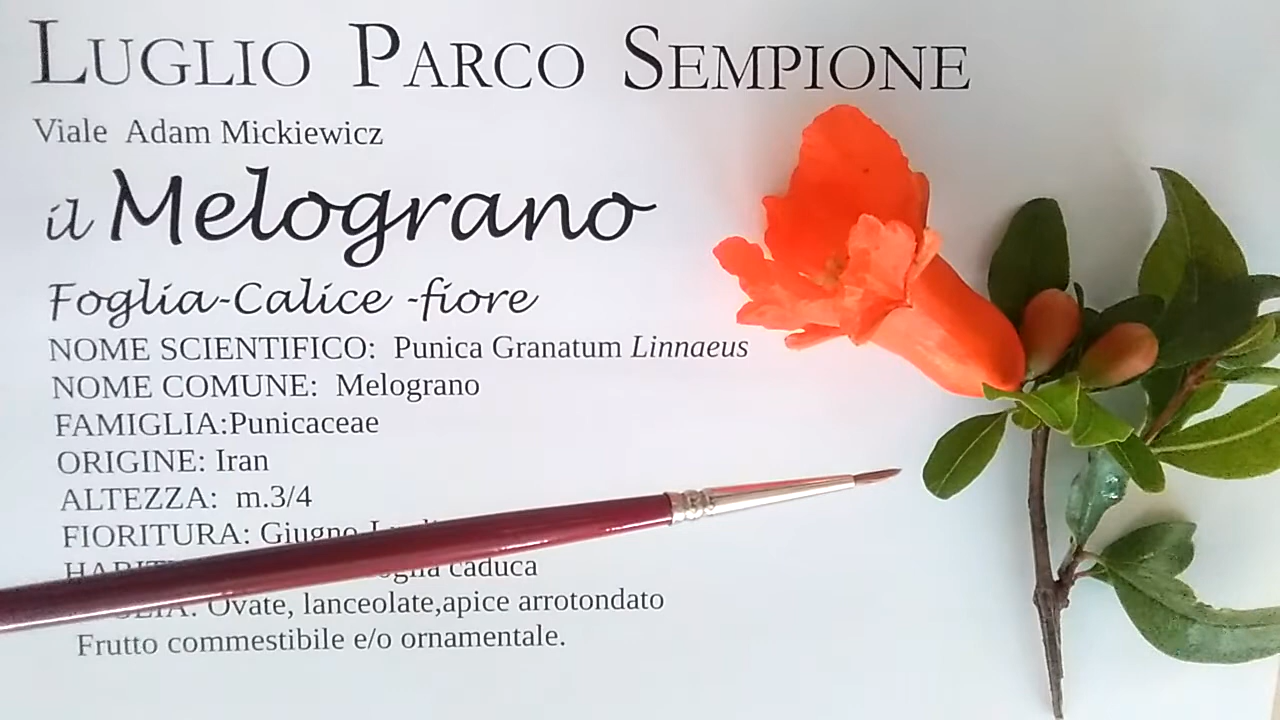 LUGLIO PARCO SEMPIONE
Viale Adam Mickiewicz
il Melograno
Foglia-Calice -fiore
NOME SCIENTIFICO: Punica Granatum Linnaeus
NOME COMUNE: Melograno
FAMIGLIA:Punicaceae
ORIGINE: Iran
ALTEZZA: m.3/4
FIORITURA: Giugno
caduca
Ovate, lanceolate,apice arrotondato
Frutto commestibile e/o ornamentale.